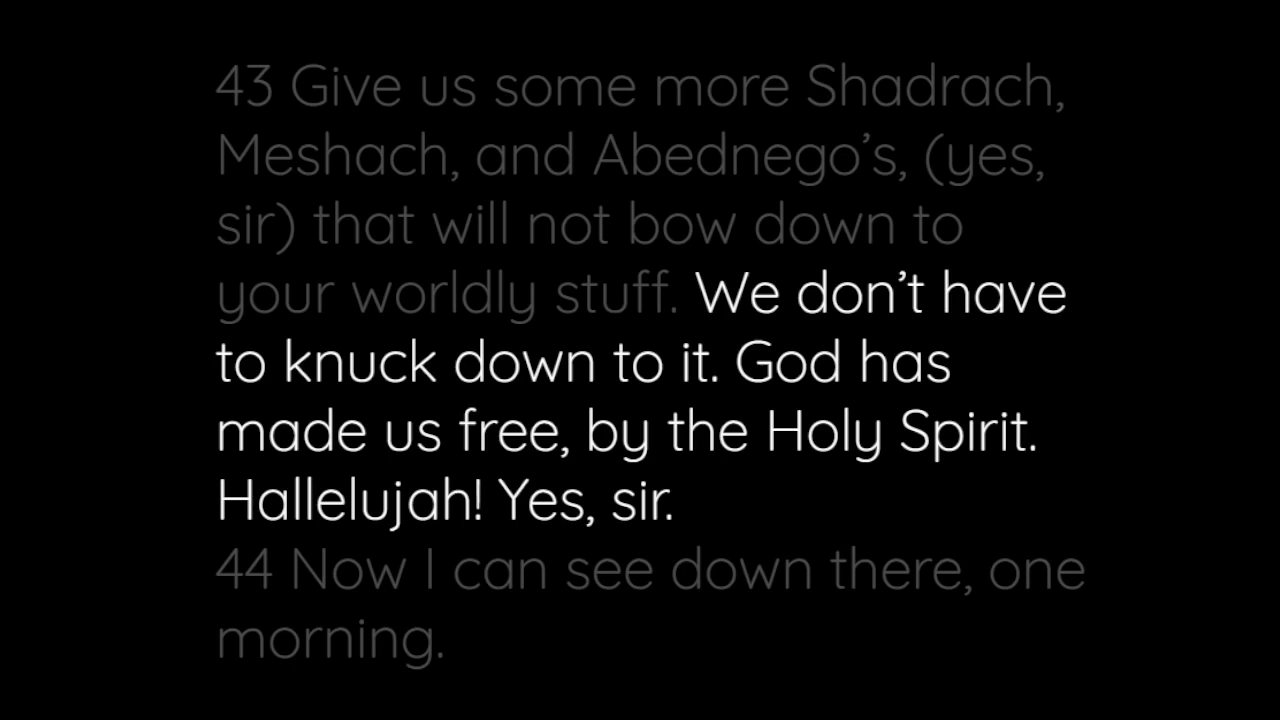 43 Give us some more Shadrach,
Meshach, and Abednego’s, (yes,
sir) that will not bow down to
your worldly stuff. We don’t have
to knuck down to it. God has
made us free, by the Holy Spirit.
Hallelujah! Yes, sir.
44 Now I can see down there, one
morning.